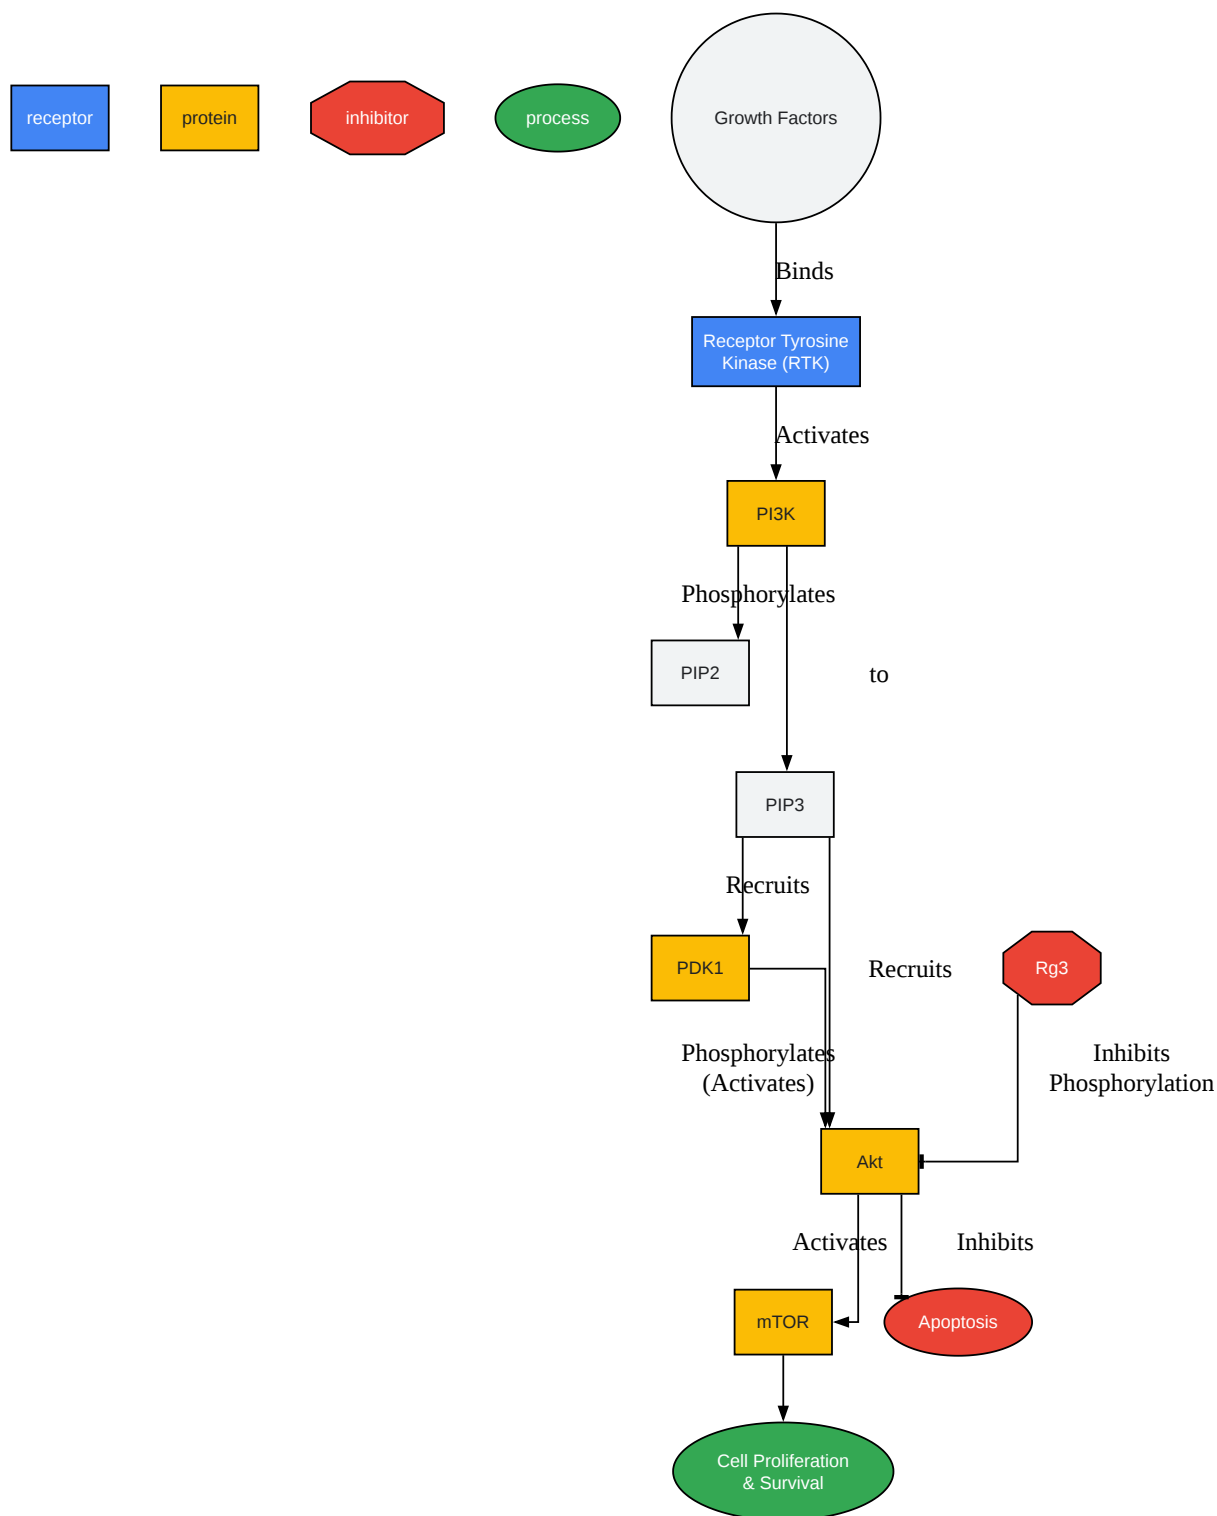 receptor
protein
inhibitor
process
Growth Factors
Binds
Receptor Tyrosine
Kinase (RTK)
Activates
PI3K
Phosphorylates
PIP2
to
PIP3
Recruits
PDK1
Recruits
Rg3
Phosphorylates
(Activates)
Inhibits
Phosphorylation
Akt
Activates
Inhibits
mTOR
Apoptosis
Cell Proliferation
& Survival